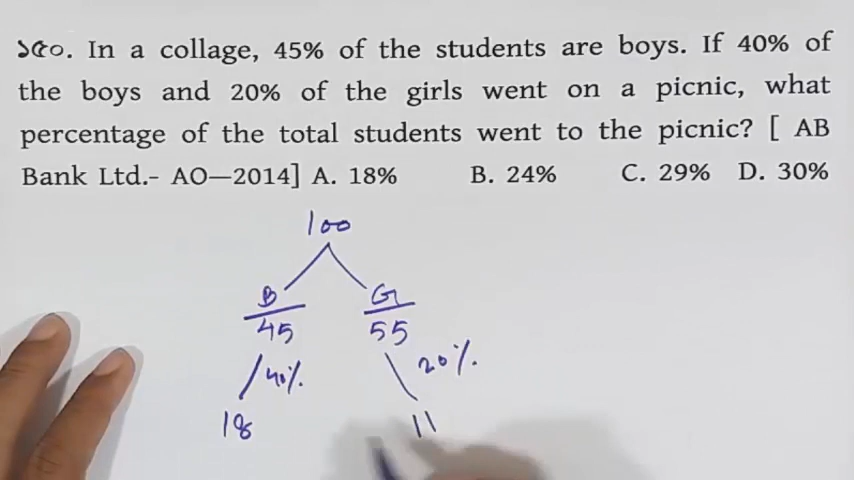 ১৫০. In a collage, 45% of the students are boys. If 40% of
the boys and 20% of the girls went on a picnic, what
percentage of the total students went to the picnic? [ AB
Bank Ltd.- AO—2014] A. 18% B. 24% C. 29% D. 30%
100
B G
45 55
40% 20%
18 11